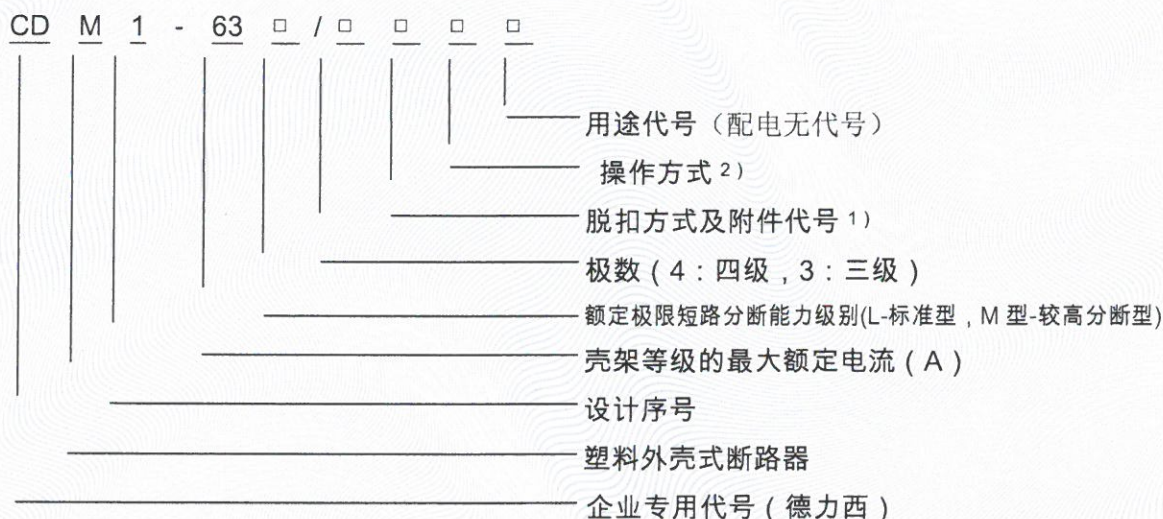 CD M 1 - 63 □ / □ □ □ □
用途代号（配电无代号）
操作方式 2）
脱扣方式及附件代号 1）
极数（4：四级，3：三级）
额定极限短路分断能力级别(L-标准型，M 型-较高分断型)
壳架等级的最大额定电流（A）
设计序号
塑料外壳式断路器
企业专用代号（德力西）